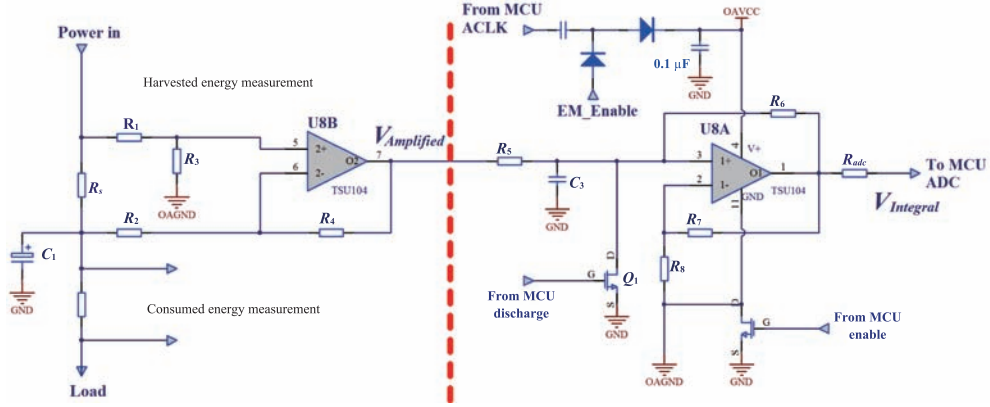 From MCU
ACLK
OAVCC
Power in
Harvested energy measurement
0.1 µF
GND
EM_Enable
R1
R3
U8B
5
6
2+
2-
O2
7
TSU104
VAmplified
OAGND
Rs
R2
R4
C1
GND
Consumed energy measurement
Load
R5
C3
GND
R6
U8A
3
2
1+
1-
4
V+
O1
1
TSU104
GND
11
Radc
To MCU
ADC
VIntegral
R7
R8
D
G
S
Q1
From MCU
discharge
GND
D
G
S
From MCU
enable
OAGND
GND